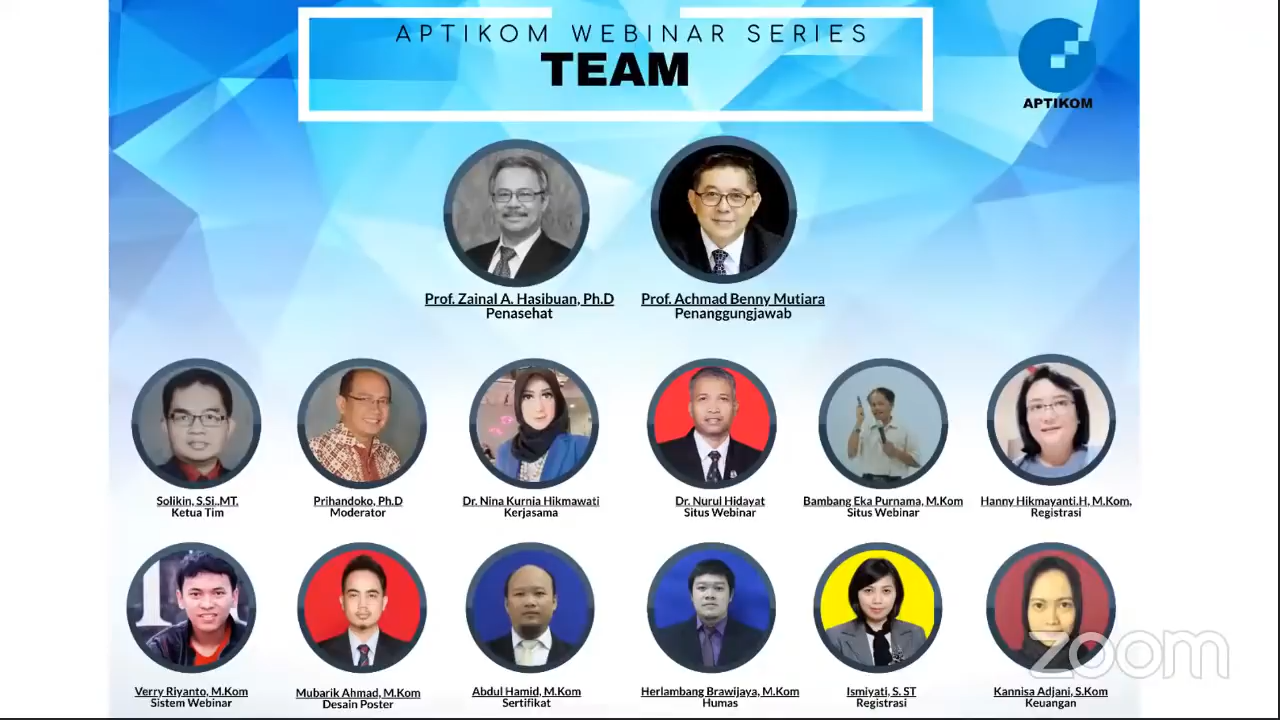 APTIKOM WEBINAR SERIES
TEAM
APTIKOM
Prof. Zainal A. Hasibuan, Ph.D
Penasehat
Prof. Achmad Benny Mutiara
Penanggungjawab
Solikin, S.Si.,MT.
Ketua Tim
Prihandoko, Ph.D
Moderator
Dr. Nina Kurnia Hikmawati
Kerjasama
Dr. Nurul Hidayat
Situs Webinar
Bambang Eka Purnama, M.Kom
Situs Webinar
Hanny Hikmayanti.H, M.Kom,
Registrasi
Verry Riyanto, M.Kom
Sistem Webinar
Mubarik Ahmad, M.Kom
Desain Poster
Abdul Hamid, M.Kom
Sertifikat
Herlambang Brawijaya, M.Kom
Humas
Ismiyati, S. ST
Registrasi
Kannisa Adjani, S.Kom
Keuangan
zoom